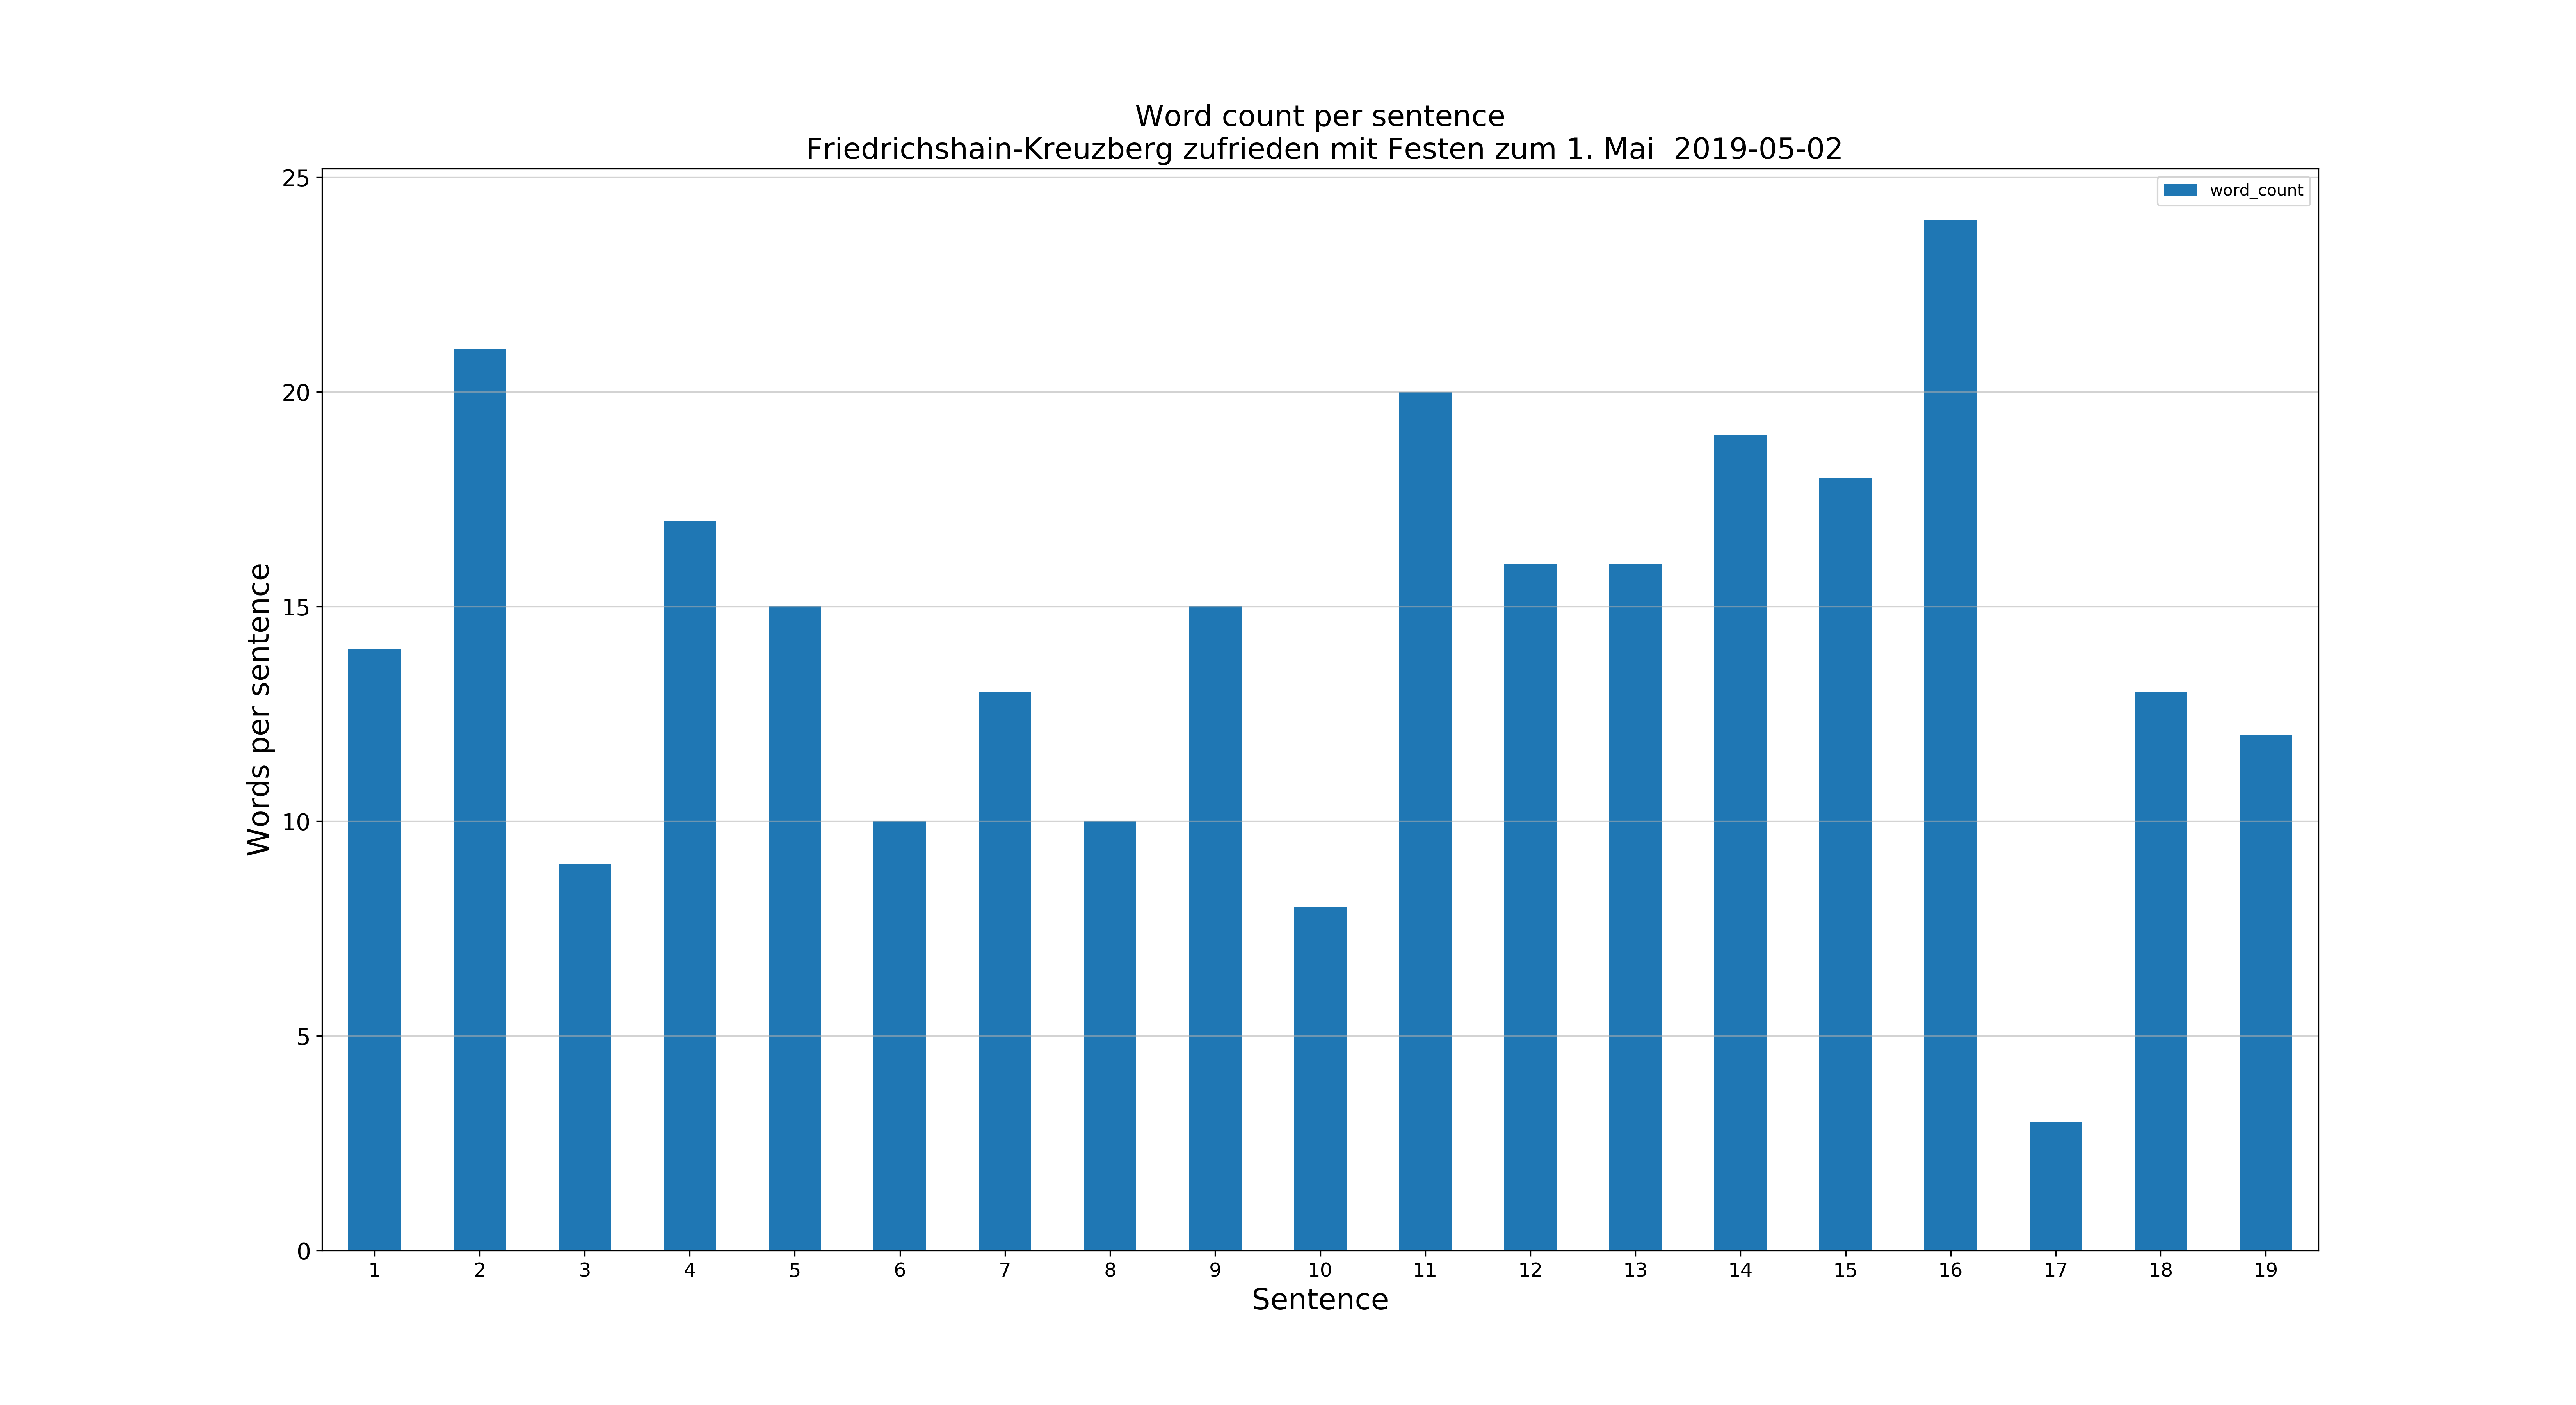 Word count per sentence
Friedrichshain-Kreuzberg zufrieden mit Festen zum 1. Mai  2019-05-02
word_count
25
20
15
10
5
0
Words per sentence
1 2 3 4 5 6 7 8 9 10 11 12 13 14 15 16 17 18 19
Sentence